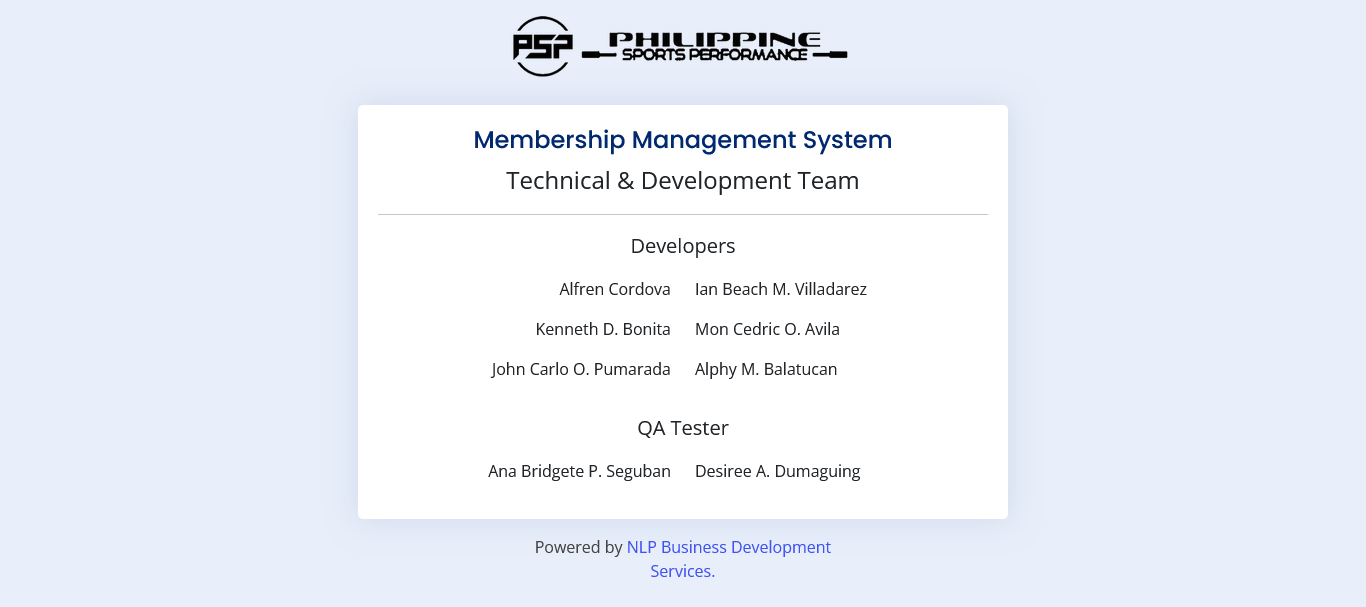 PSP PHILIPPINE
SPORTS PERFORMANCE
Membership Management System
Technical & Development Team
Developers
Alfren Cordova Ian Beach M. Villadarez
Kenneth D. Bonita Mon Cedric O. Avila
John Carlo O. Pumarada Alphy M. Balatucan
QA Tester
Ana Bridgete P. Seguban Desiree A. Dumaguing
Powered by NLP Business Development
Services.